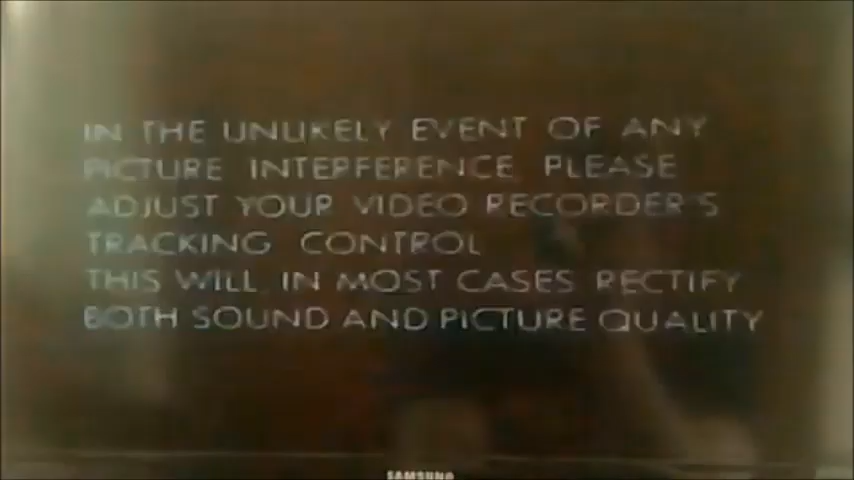 IN THE UNLIKELY EVENT OF ANY
PICTURE INTERFERENCE PLEASE
ADJUST YOUR VIDEO RECORDER'S
TRACKING CONTROL
THIS WILL IN MOST CASES RECTIFY
BOTH SOUND AND PICTURE QUALITY
SAMSUNG